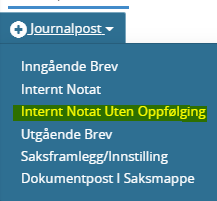 Journalpost
Inngående Brev
Internt Notat
Internt Notat Uten Oppfølging
Utgående Brev
Saksframlegg/Innstilling
Dokumentpost I Saksmappe